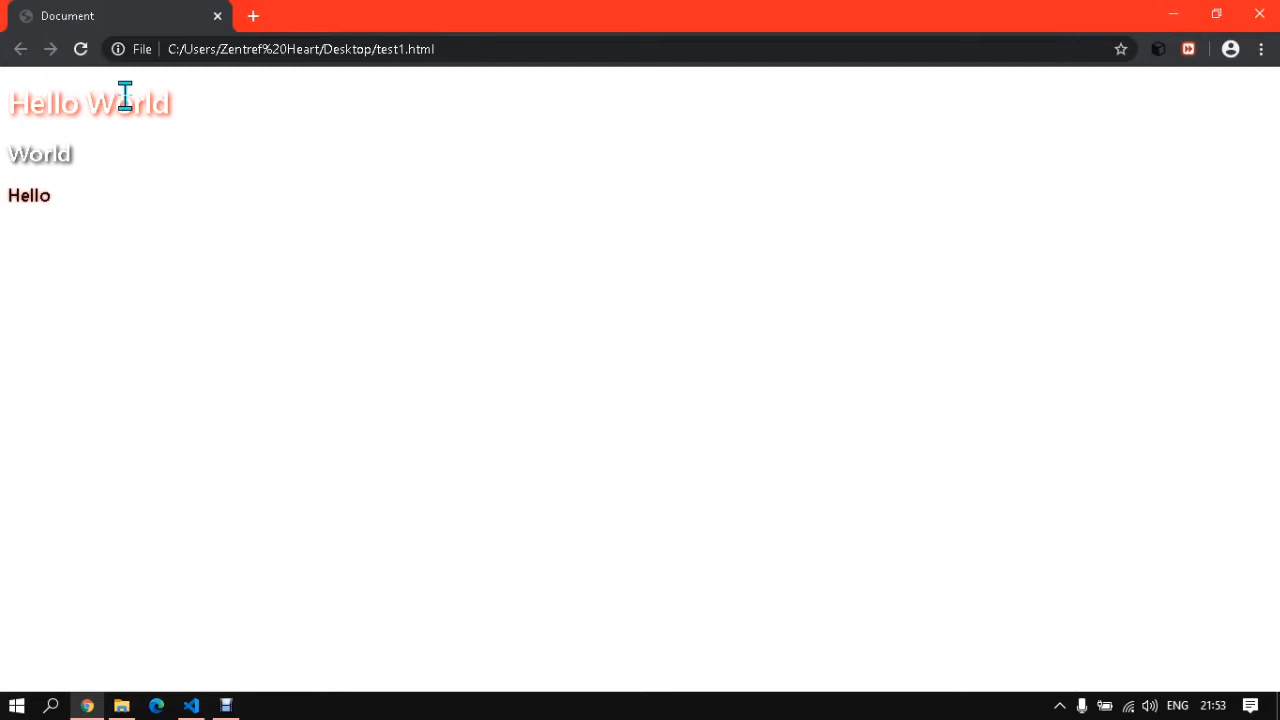 Document
File
C:/Users/Zentref%20Heart/Desktop/test1.html
Hello World
World
Hello
ENG
21:53